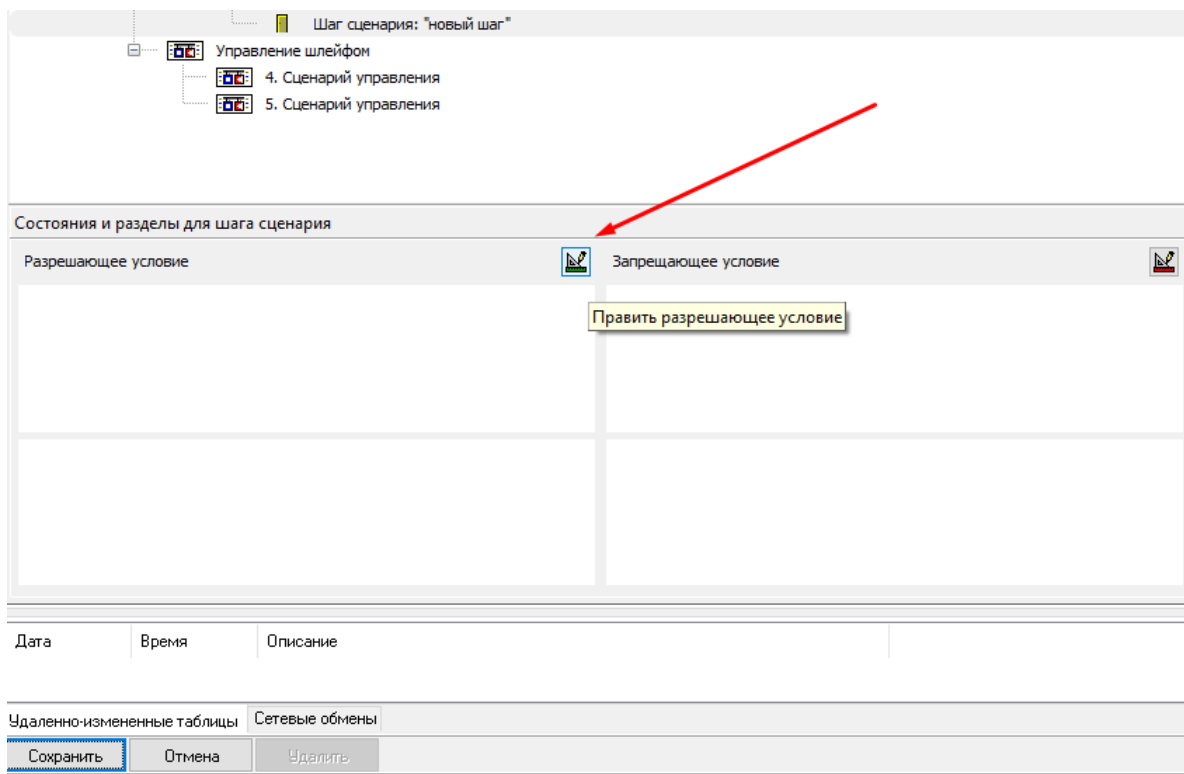 Шаг сценария: "новый шаг"
Управление шлейфом
4. Сценарий управления
5. Сценарий управления
Состояния и разделы для шага сценария
Разрешающее условие
Запрещающее условие
Править разрешающее условие
Дата Время Описание
Удаленно-измененные таблицы Сетевые обмены
Сохранить Отмена Удалить